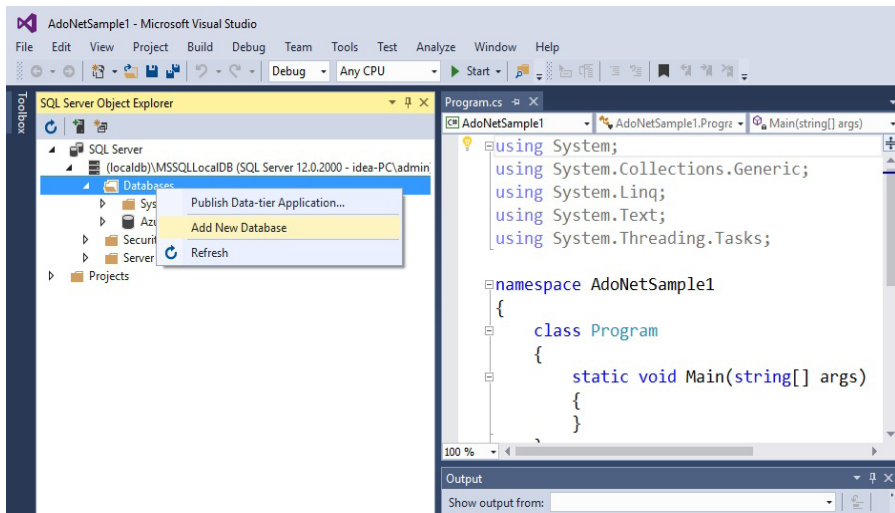 AdoNetSample1 - Microsoft Visual Studio
File Edit View Project Build Debug Team Tools Test Analyze Window Help
Debug Any CPU Start
Toolbox
SQL Server Object Explorer
SQL Server
(localdb)\MSSQLLocalDB (SQL Server 12.0.2000 - idea-PC\admin
Databases
Sys
Azu
Securit
Server
Projects
Publish Data-tier Application...
Add New Database
Refresh
Program.cs
C# AdoNetSample1 AdoNetSample1.Progra Main(string[] args)
using System;
using System.Collections.Generic;
using System.Linq;
using System.Text;
using System.Threading.Tasks;
namespace AdoNetSample1
{
class Program
{
static void Main(string[] args)
{
}
100 %
Output
Show output from: